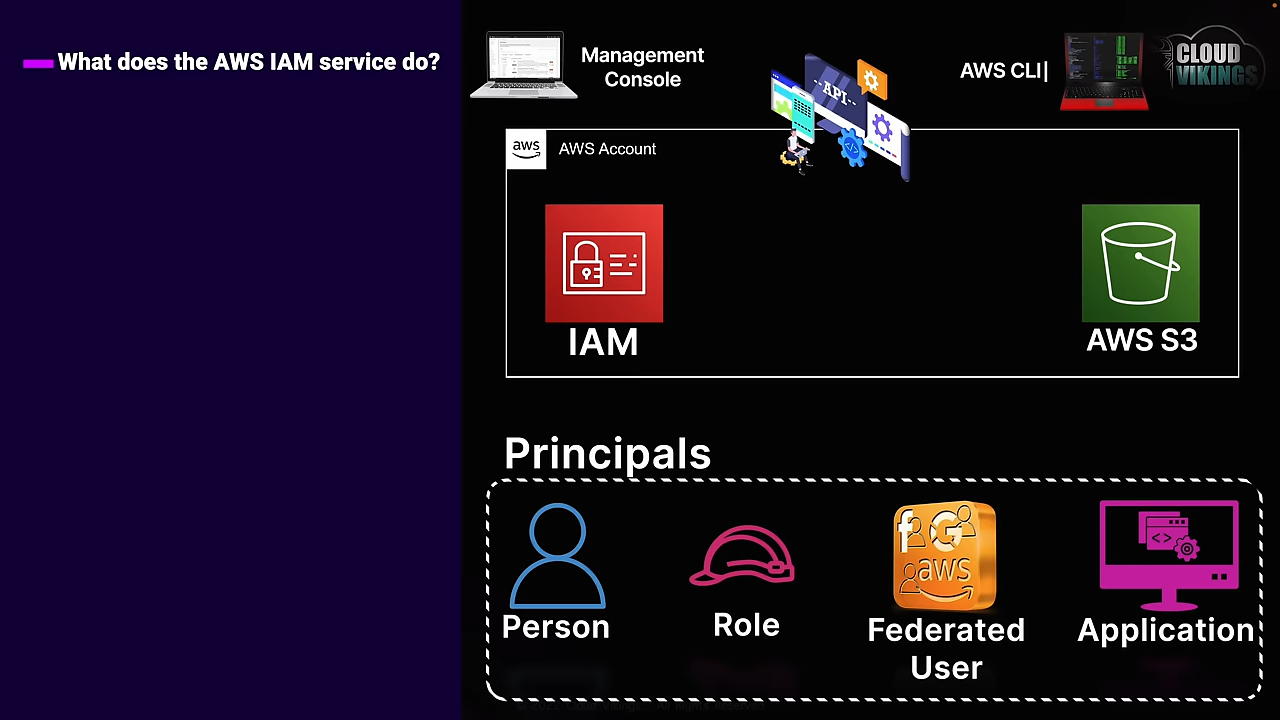 What does the AWS IAM service do?
Management
Console
--API--
AWS CLI
CLOUD
VIKINGS
aws
AWS Account
IAM
AWS S3
Principals
f G
aws
Person
Role
Federated
User
Application